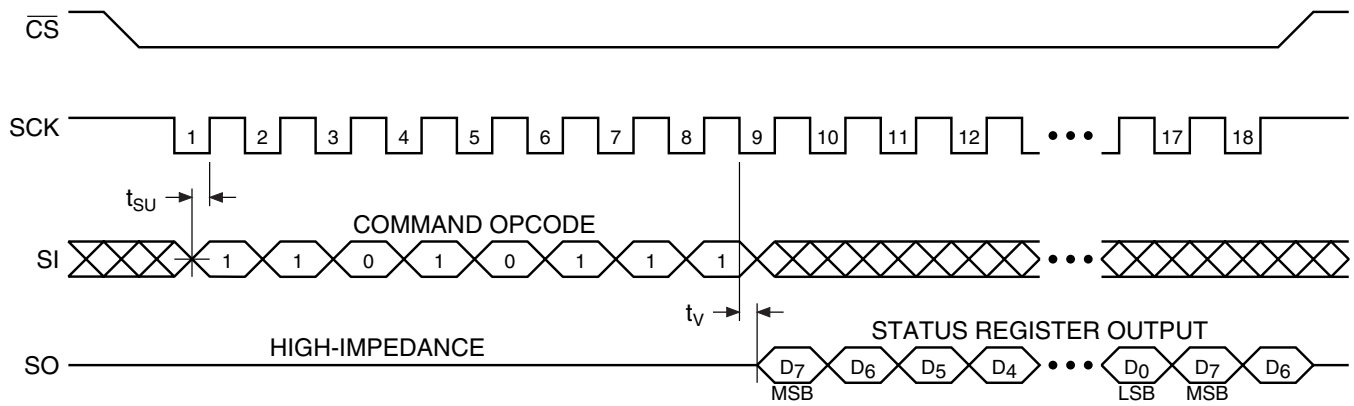 CS
SCK 1 2 3 4 5 6 7 8 9 10 11 12 ••• 17 18
tSU
COMMAND OPCODE
SI 1 1 0 1 0 1 1 1 •••
tV
HIGH-IMPEDANCE
STATUS REGISTER OUTPUT
SO D7 D6 D5 D4 ••• D0 D7 D6
MSB LSB MSB